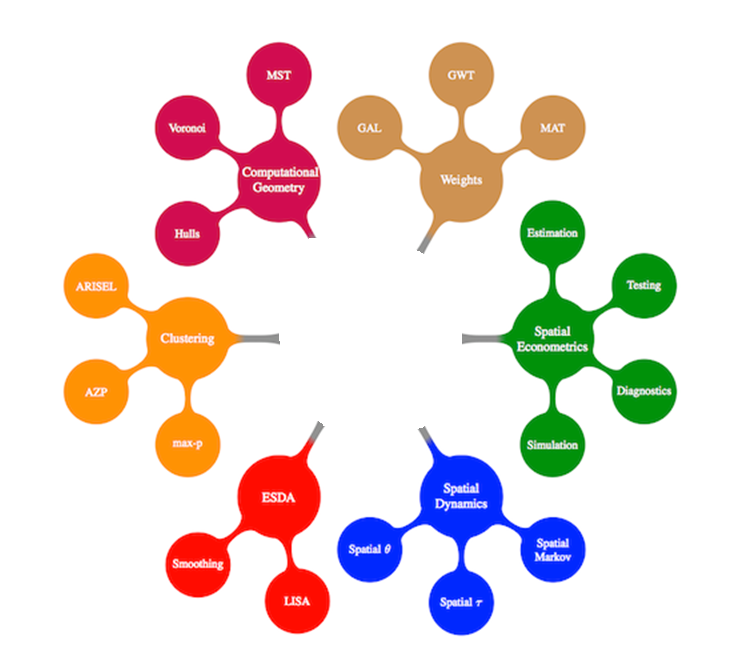 MST
GWT
Voronoi
GAL
MAT
Computational
Geometry
Weights
Hulls
Estimation
ARISEL
Testing
Clustering
Spatial
Econometrics
AZP
Diagnostics
max-p
Simulation
ESDA
Spatial
Dynamics
Smoothing
Spatial θ
Spatial
Markov
LISA
Spatial τ